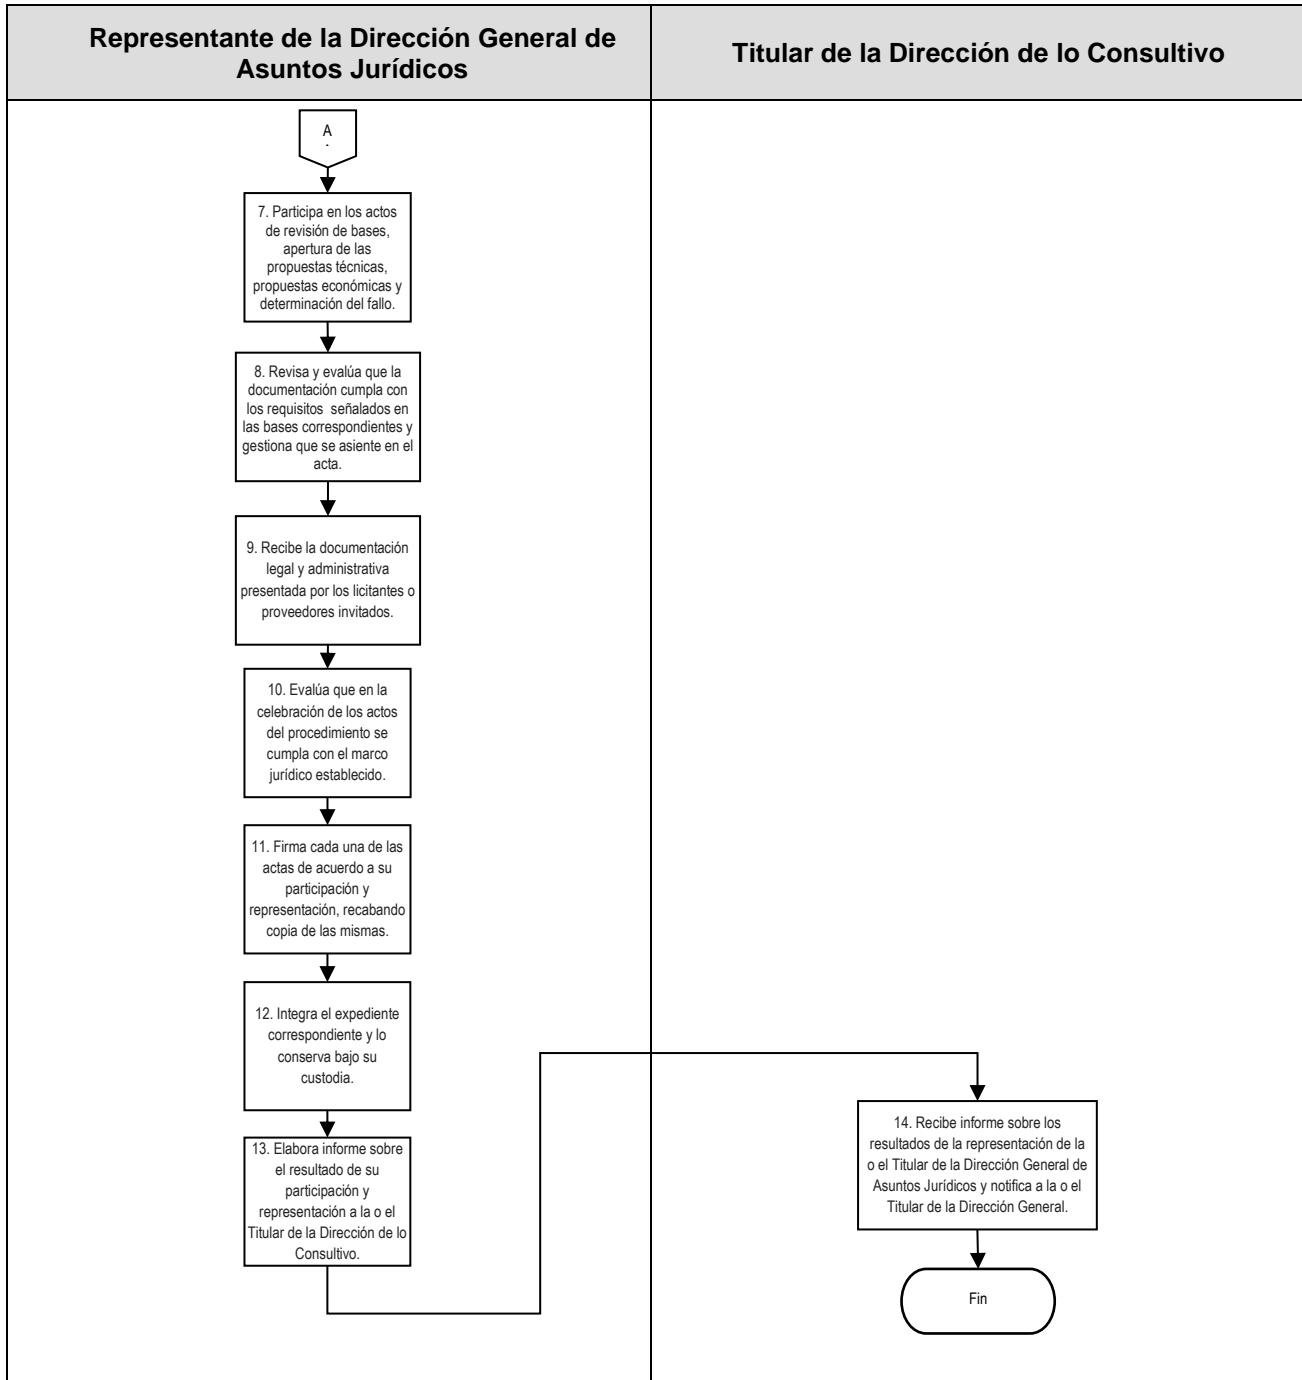 Representante de la Dirección General de
Asuntos Jurídicos
Titular de la Dirección de lo Consultivo
A
.
7. Participa en los actos
de revisión de bases,
apertura de las
propuestas técnicas,
propuestas económicas y
determinación del fallo.
8. Revisa y evalúa que la
documentación cumpla con
los requisitos señalados en
las bases correspondientes y
gestiona que se asiente en el
acta.
9. Recibe la documentación
legal y administrativa
presentada por los licitantes o
proveedores invitados.
10. Evalúa que en la
celebración de los actos
del procedimiento se
cumpla con el marco
jurídico establecido.
11. Firma cada una de las
actas de acuerdo a su
participación y
representación, recabando
copia de las mismas.
12. Integra el expediente
correspondiente y lo
conserva bajo su
custodia.
13. Elabora informe sobre
el resultado de su
participación y
representación a la o el
Titular de la Dirección de lo
Consultivo.
14. Recibe informe sobre los
resultados de la representación de la
o el Titular de la Dirección General de
Asuntos Jurídicos y notifica a la o el
Titular de la Dirección General.
Fin